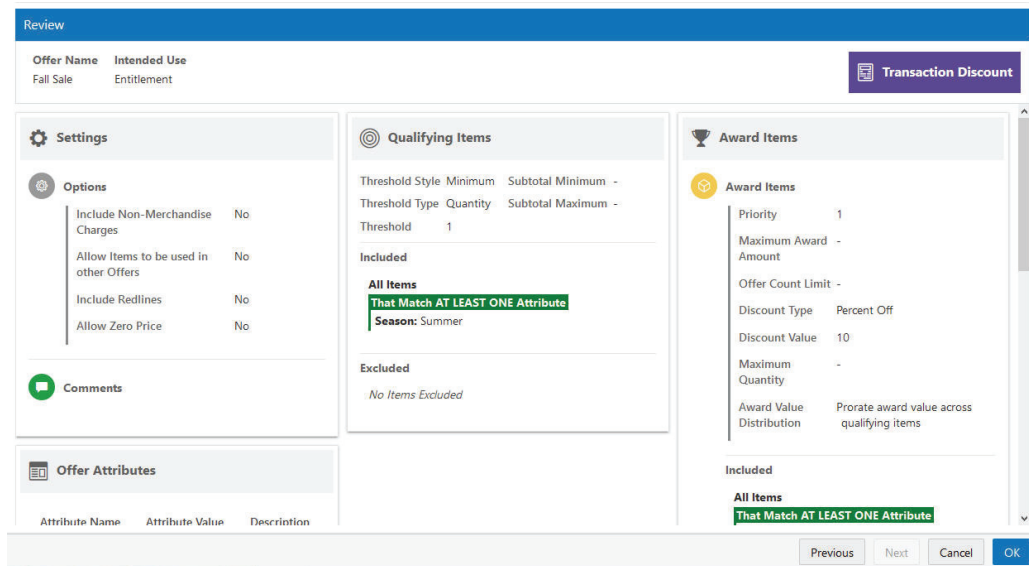 Review
Offer Name Intended Use
Fall Sale Entitlement
Transaction Discount
Settings
Options
Include Non-Merchandise No
Charges
Allow Items to be used in No
other Offers
Include Redlines No
Allow Zero Price No
Comments
Offer Attributes
Attribute Name Attribute Value Description
Qualifying Items
Threshold Style Minimum Subtotal Minimum -
Threshold Type Quantity Subtotal Maximum -
Threshold 1
Included
All Items
That Match AT LEAST ONE Attribute
Season: Summer
Excluded
No Items Excluded
Award Items
Award Items
Priority 1
Maximum Award -
Amount
Offer Count Limit -
Discount Type Percent Off
Discount Value 10
Maximum -
Quantity
Award Value Prorate award value across
Distribution qualifying items
Included
All Items
That Match AT LEAST ONE Attribute
Previous Next Cancel OK